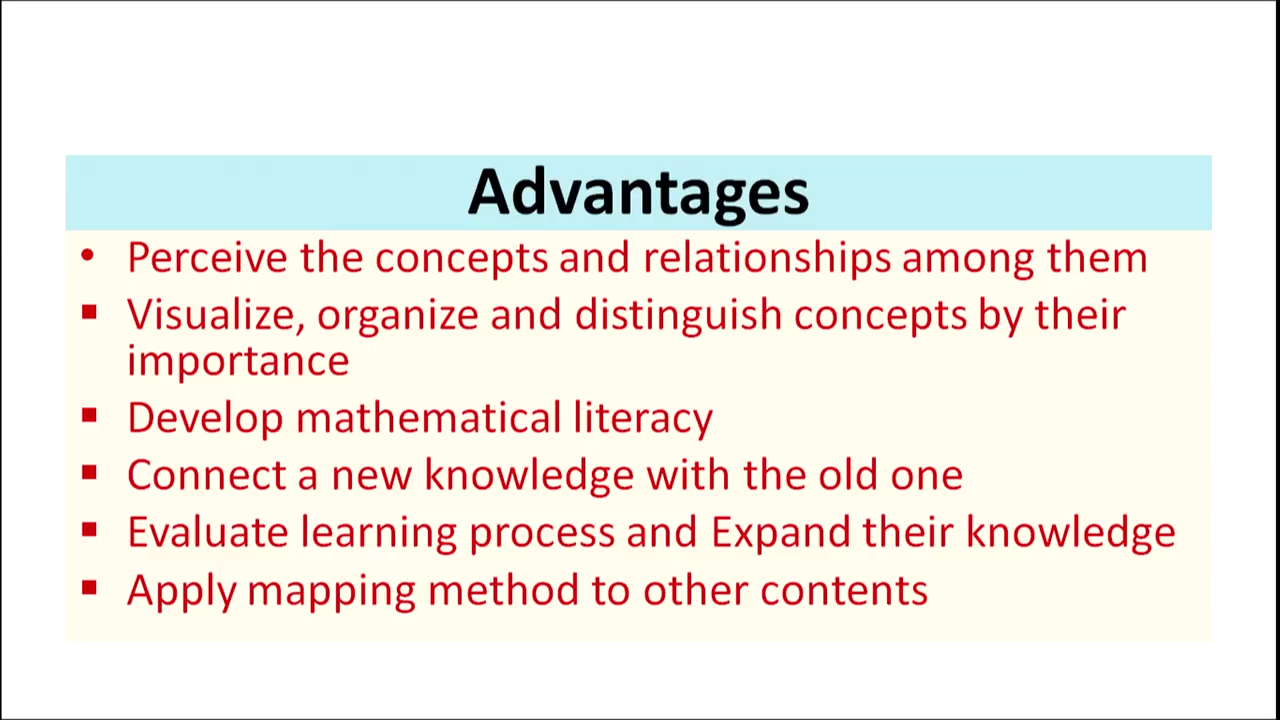 Advantages
• Perceive the concepts and relationships among them
▪ Visualize, organize and distinguish concepts by their
importance
▪ Develop mathematical literacy
▪ Connect a new knowledge with the old one
▪ Evaluate learning process and Expand their knowledge
▪ Apply mapping method to other contents